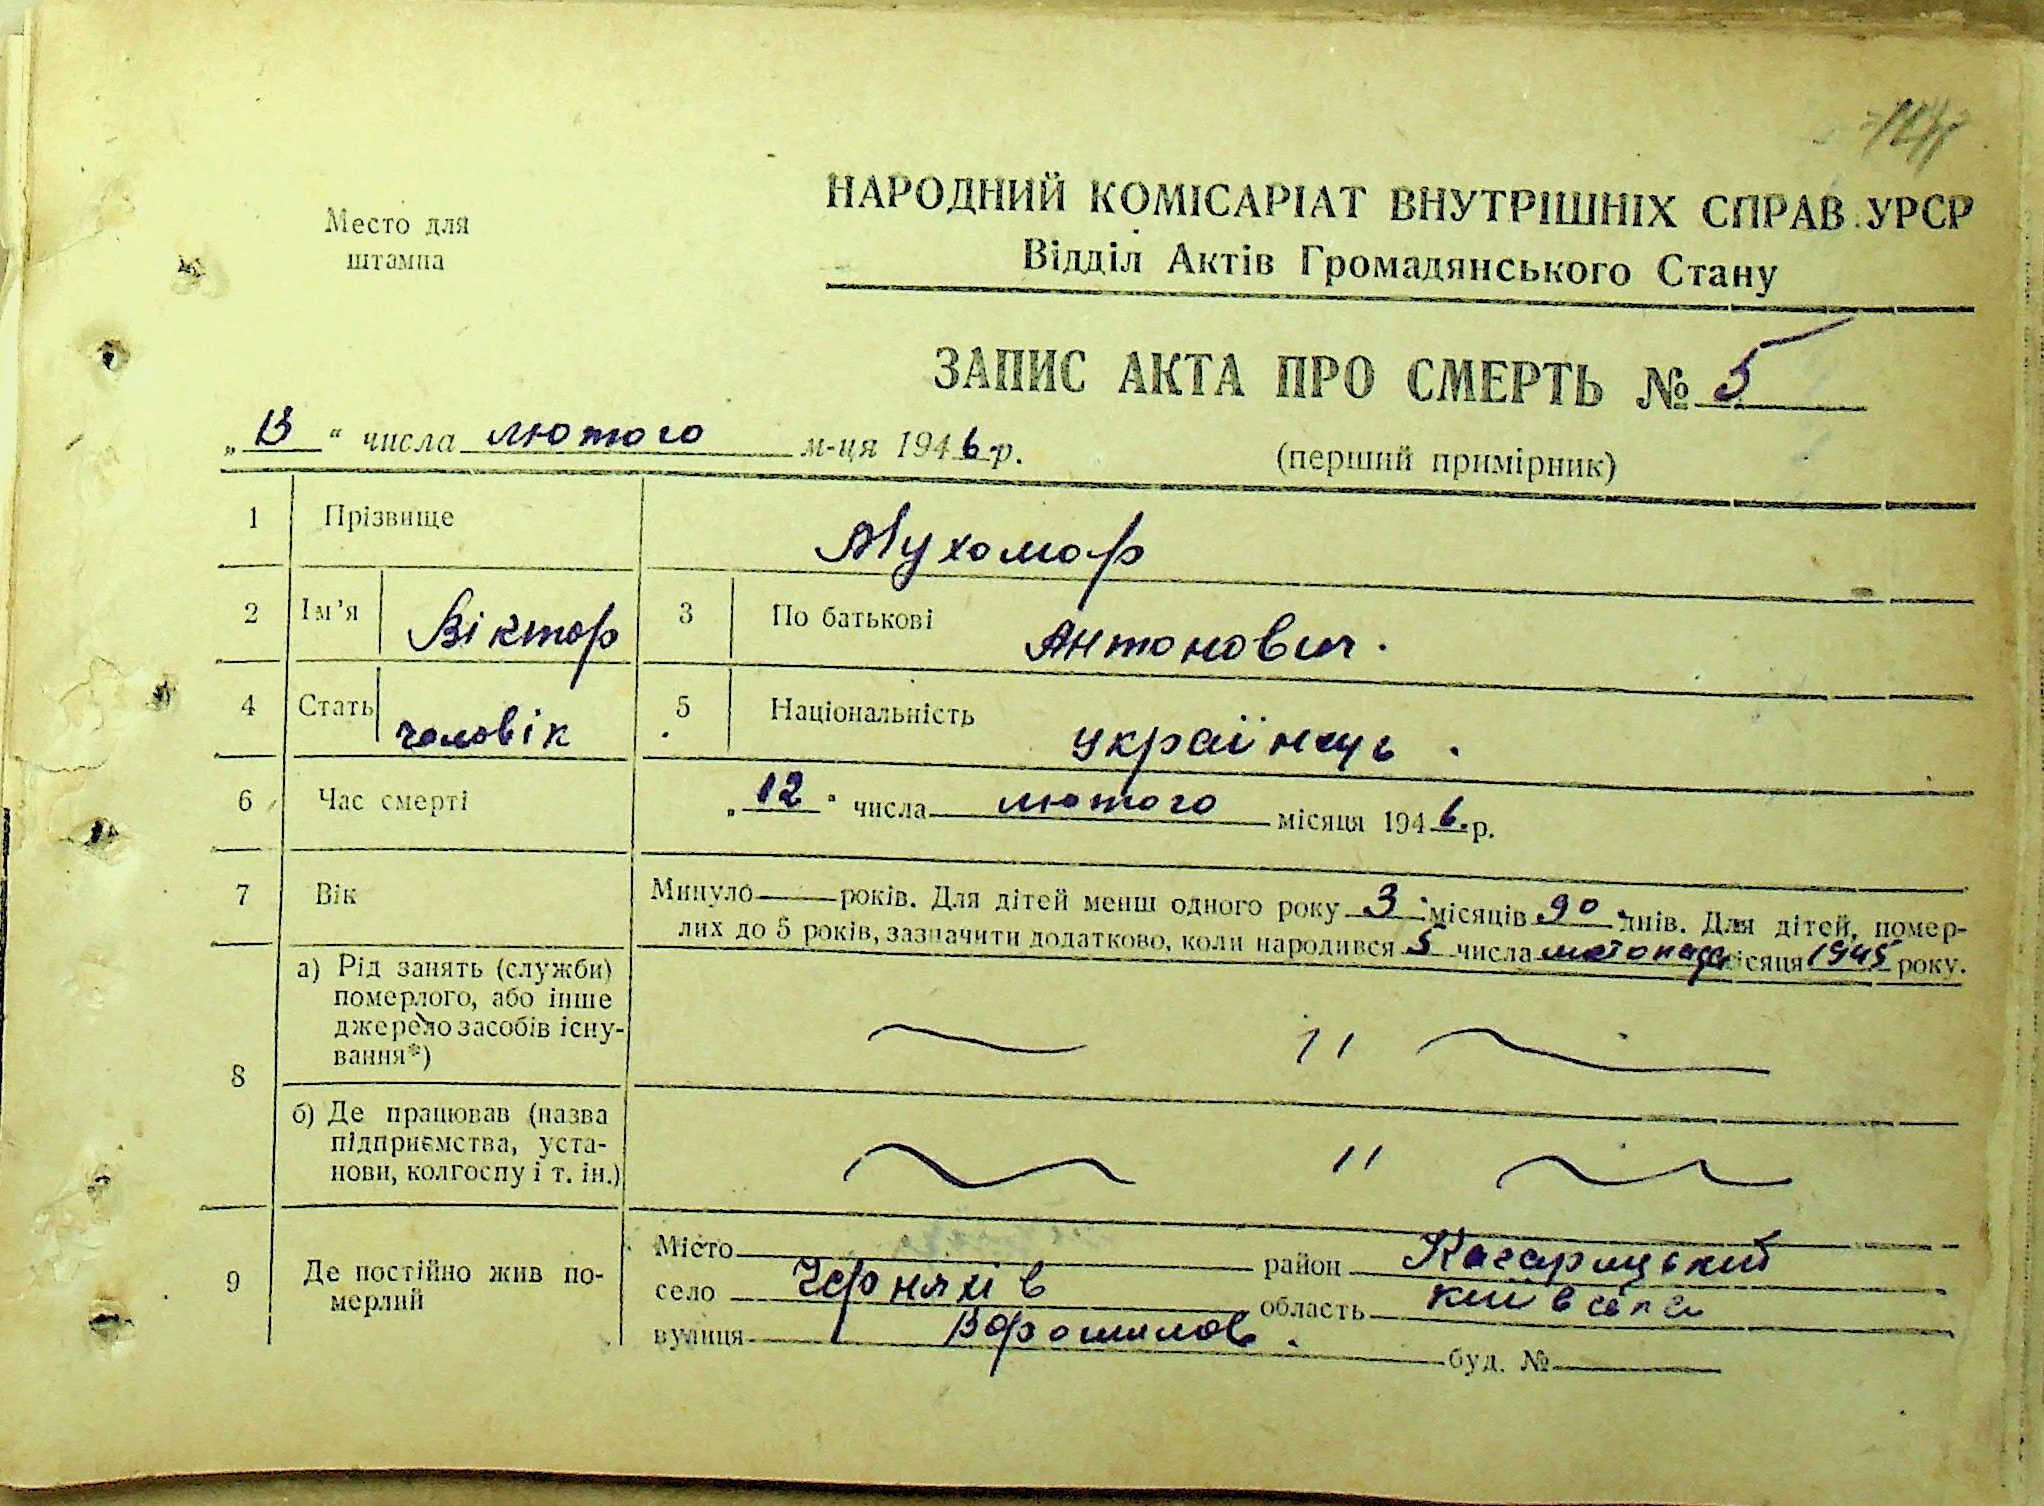 Место для
штампа
НАРОДНИЙ КОМІСАРІАТ ВНУТРІШНІХ СПРАВ УРСР
Відділ Актів Громадянського Стану
ЗАПИС АКТА ПРО СМЕРТЬ № 5
„13“ числа лютого м-ця 1946 р.
(перший примірник)
1 Прізвище Мухомор
2 Ім’я Віктор 3 По батькові Антонович.
4 Стать чоловік 5 Національність українець.
6 Час смерті „12“ числа лютого місяця 1946. р.
7 Вік Минуло — років. Для дітей менш одного року 3 місяців 90 днів. Для дітей, помер-
лих до 5 років, зазначити додатково, коли народився 5 числа листопада місяця 1945 року.
8 а) Рід занять (служби)
померлого, або інше
джерело засобів існу-
вання*)
— " —
б) Де працював (назва
підприємства, уста-
нови, колгоспу і т. ін.)
— " —
9 Де постійно жив по-
мерлий
Місто район Кагарлицький
село Черняхів область Київська
вулиця Ворошилов. буд. №